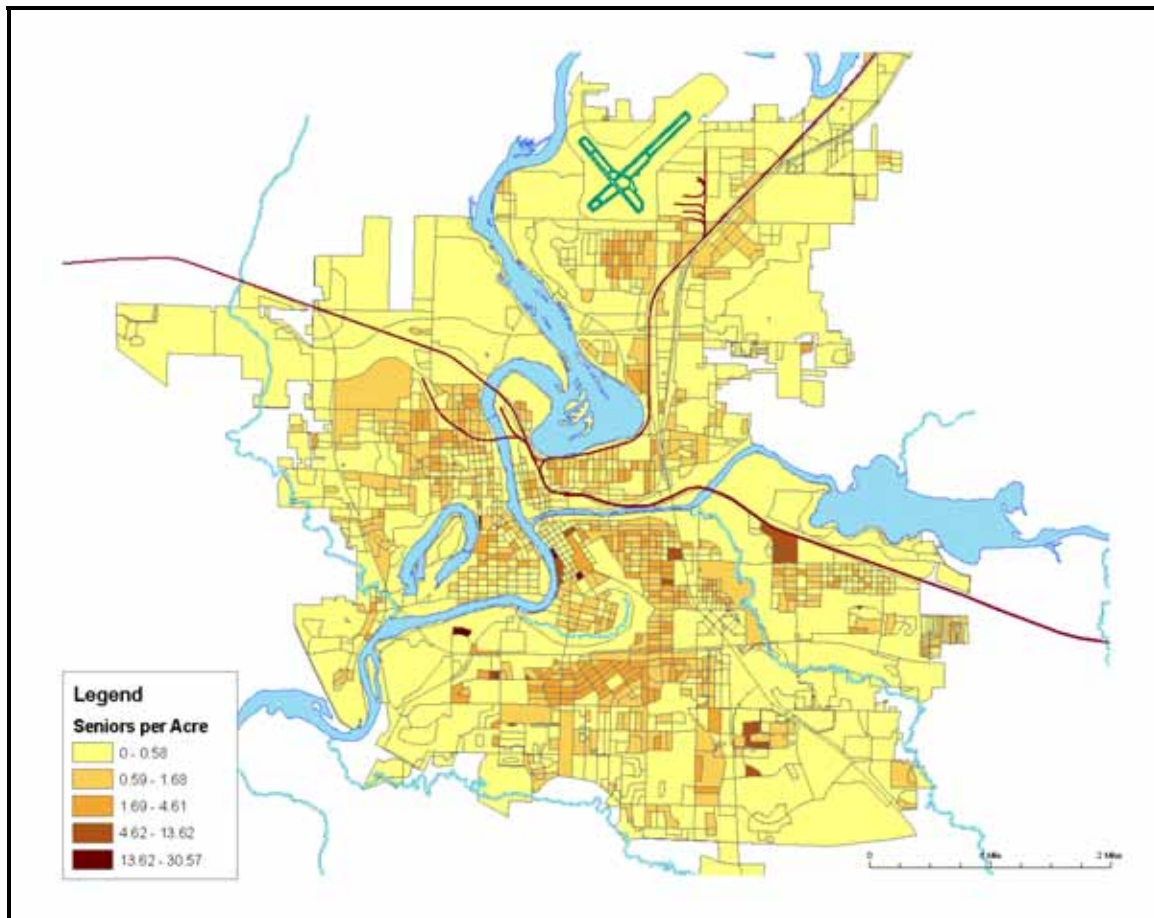 Legend
Seniors per Acre
0 - 0.58
0.59 - 1.68
1.69 - 4.61
4.62 - 13.62
13.62 - 30.57
0 2 Miles